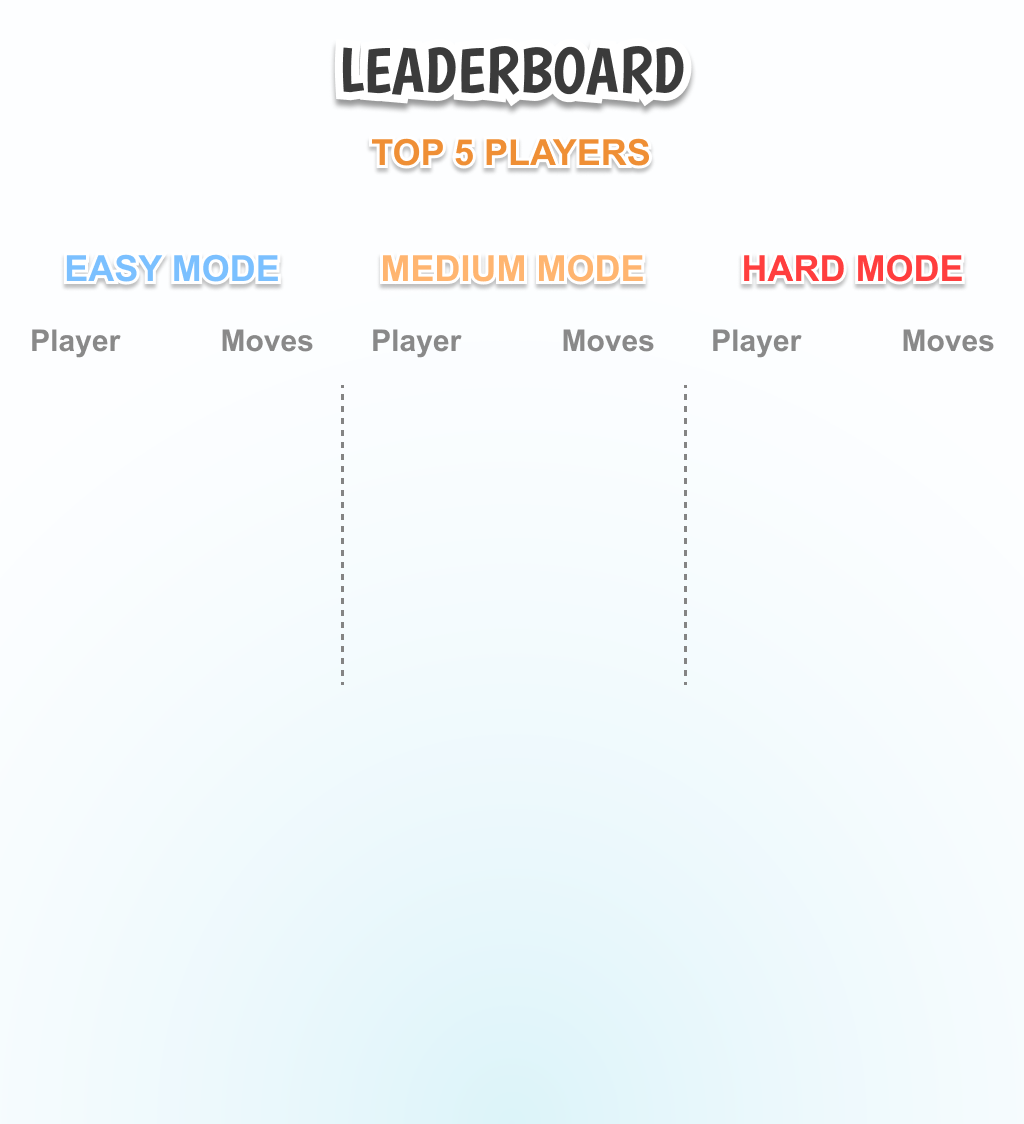 LEADERBOARD
TOP 5 PLAYERS
EASY MODE MEDIUM MODE HARD MODE
Player Moves Player Moves Player Moves